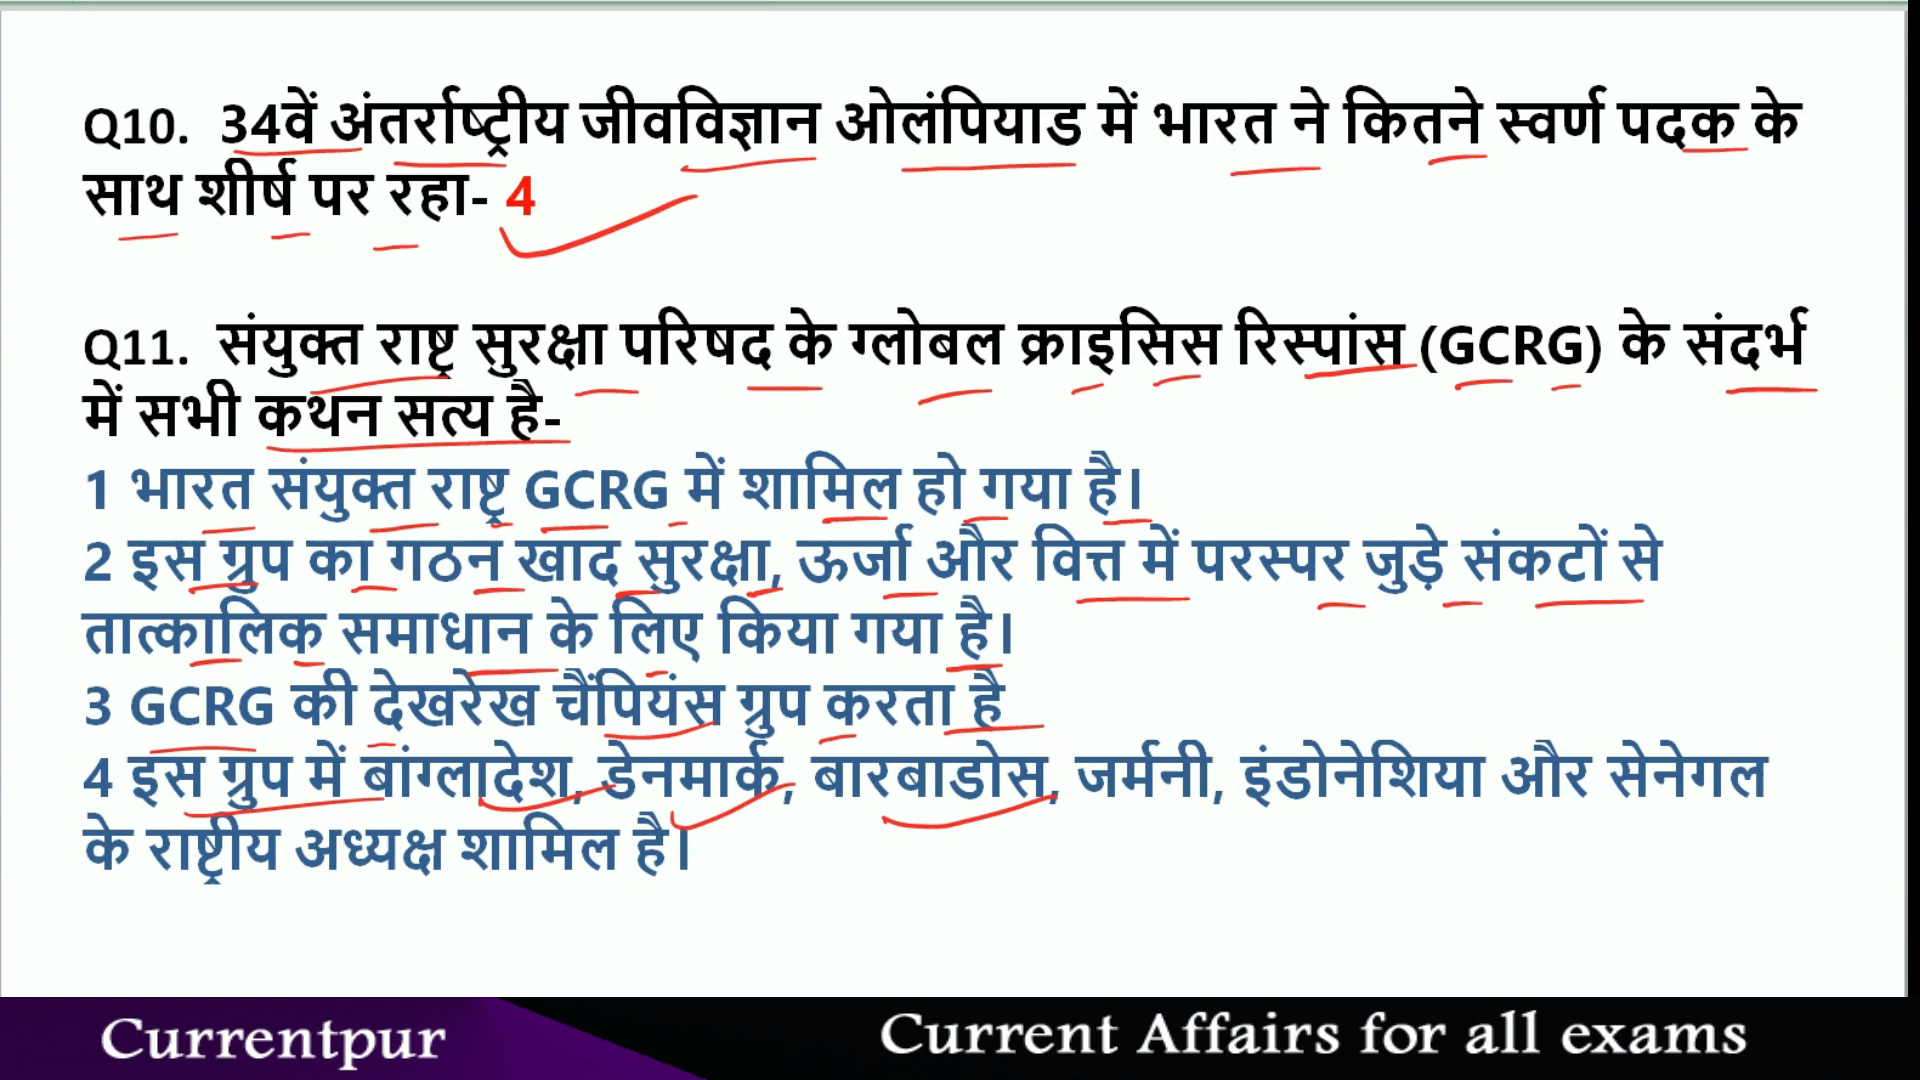 Q10. 34वें अंतर्राष्ट्रीय जीवविज्ञान ओलंपियाड में भारत ने कितने स्वर्ण पदक के
साथ शीर्ष पर रहा- 4
Q11. संयुक्त राष्ट्र सुरक्षा परिषद के ग्लोबल क्राइसिस रिस्पांस (GCRG) के संदर्भ
में सभी कथन सत्य है-
1 भारत संयुक्त राष्ट्र GCRG में शामिल हो गया है।
2 इस ग्रुप का गठन खाद सुरक्षा, ऊर्जा और वित्त में परस्पर जुड़े संकटों से
तात्कालिक समाधान के लिए किया गया है।
3 GCRG की देखरेख चैंपियंस ग्रुप करता है
4 इस ग्रुप में बांग्लादेश, डेनमार्क, बारबाडोस, जर्मनी, इंडोनेशिया और सेनेगल
के राष्ट्रीय अध्यक्ष शामिल है।
Currentpur
Current Affairs for all exams